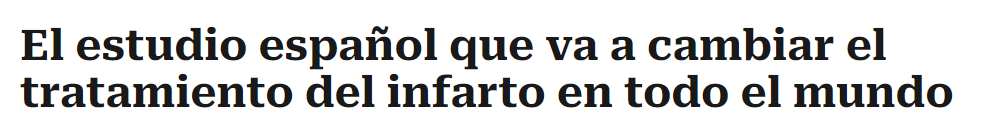 El estudio español que va a cambiar el
tratamiento del infarto en todo el mundo